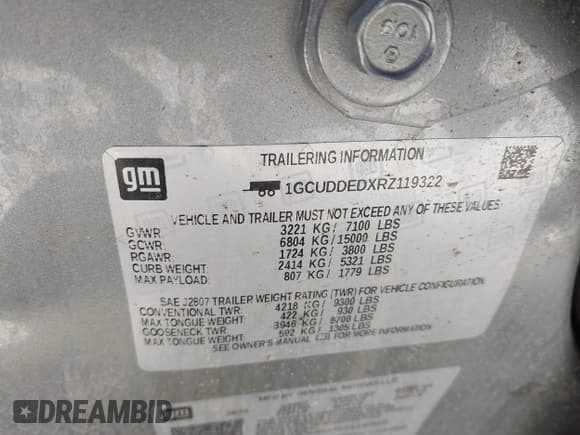 10.9
gm
TRAILERING INFORMATION
1GCUDDEDXRZ119322
VEHICLE AND TRAILER MUST NOT EXCEED ANY OF THESE VALUES
GVWR: 3221 KG / 7100 LBS
GCWR: 6804 KG / 15000 LBS
RGAWR: 1724 KG / 3800 LBS
CURB WEIGHT: 2414 KG / 5321 LBS
MAX PAYLOAD: 807 KG / 1779 LBS
SAE J2807 TRAILER WEIGHT RATING (TWR) FOR VEHICLE CONFIGURATION
CONVENTIONAL TWR: 4218 KG / 9300 LBS
MAX TONGUE WEIGHT: 422 KG / 930 LBS
GOOSENECK TWR: 3946 KG / 8700 LBS
MAX TONGUE WEIGHT: 592 KG / 1305 LBS
SEE OWNER'S MANUAL FOR MORE INFORMATION
gm
DREAMBID